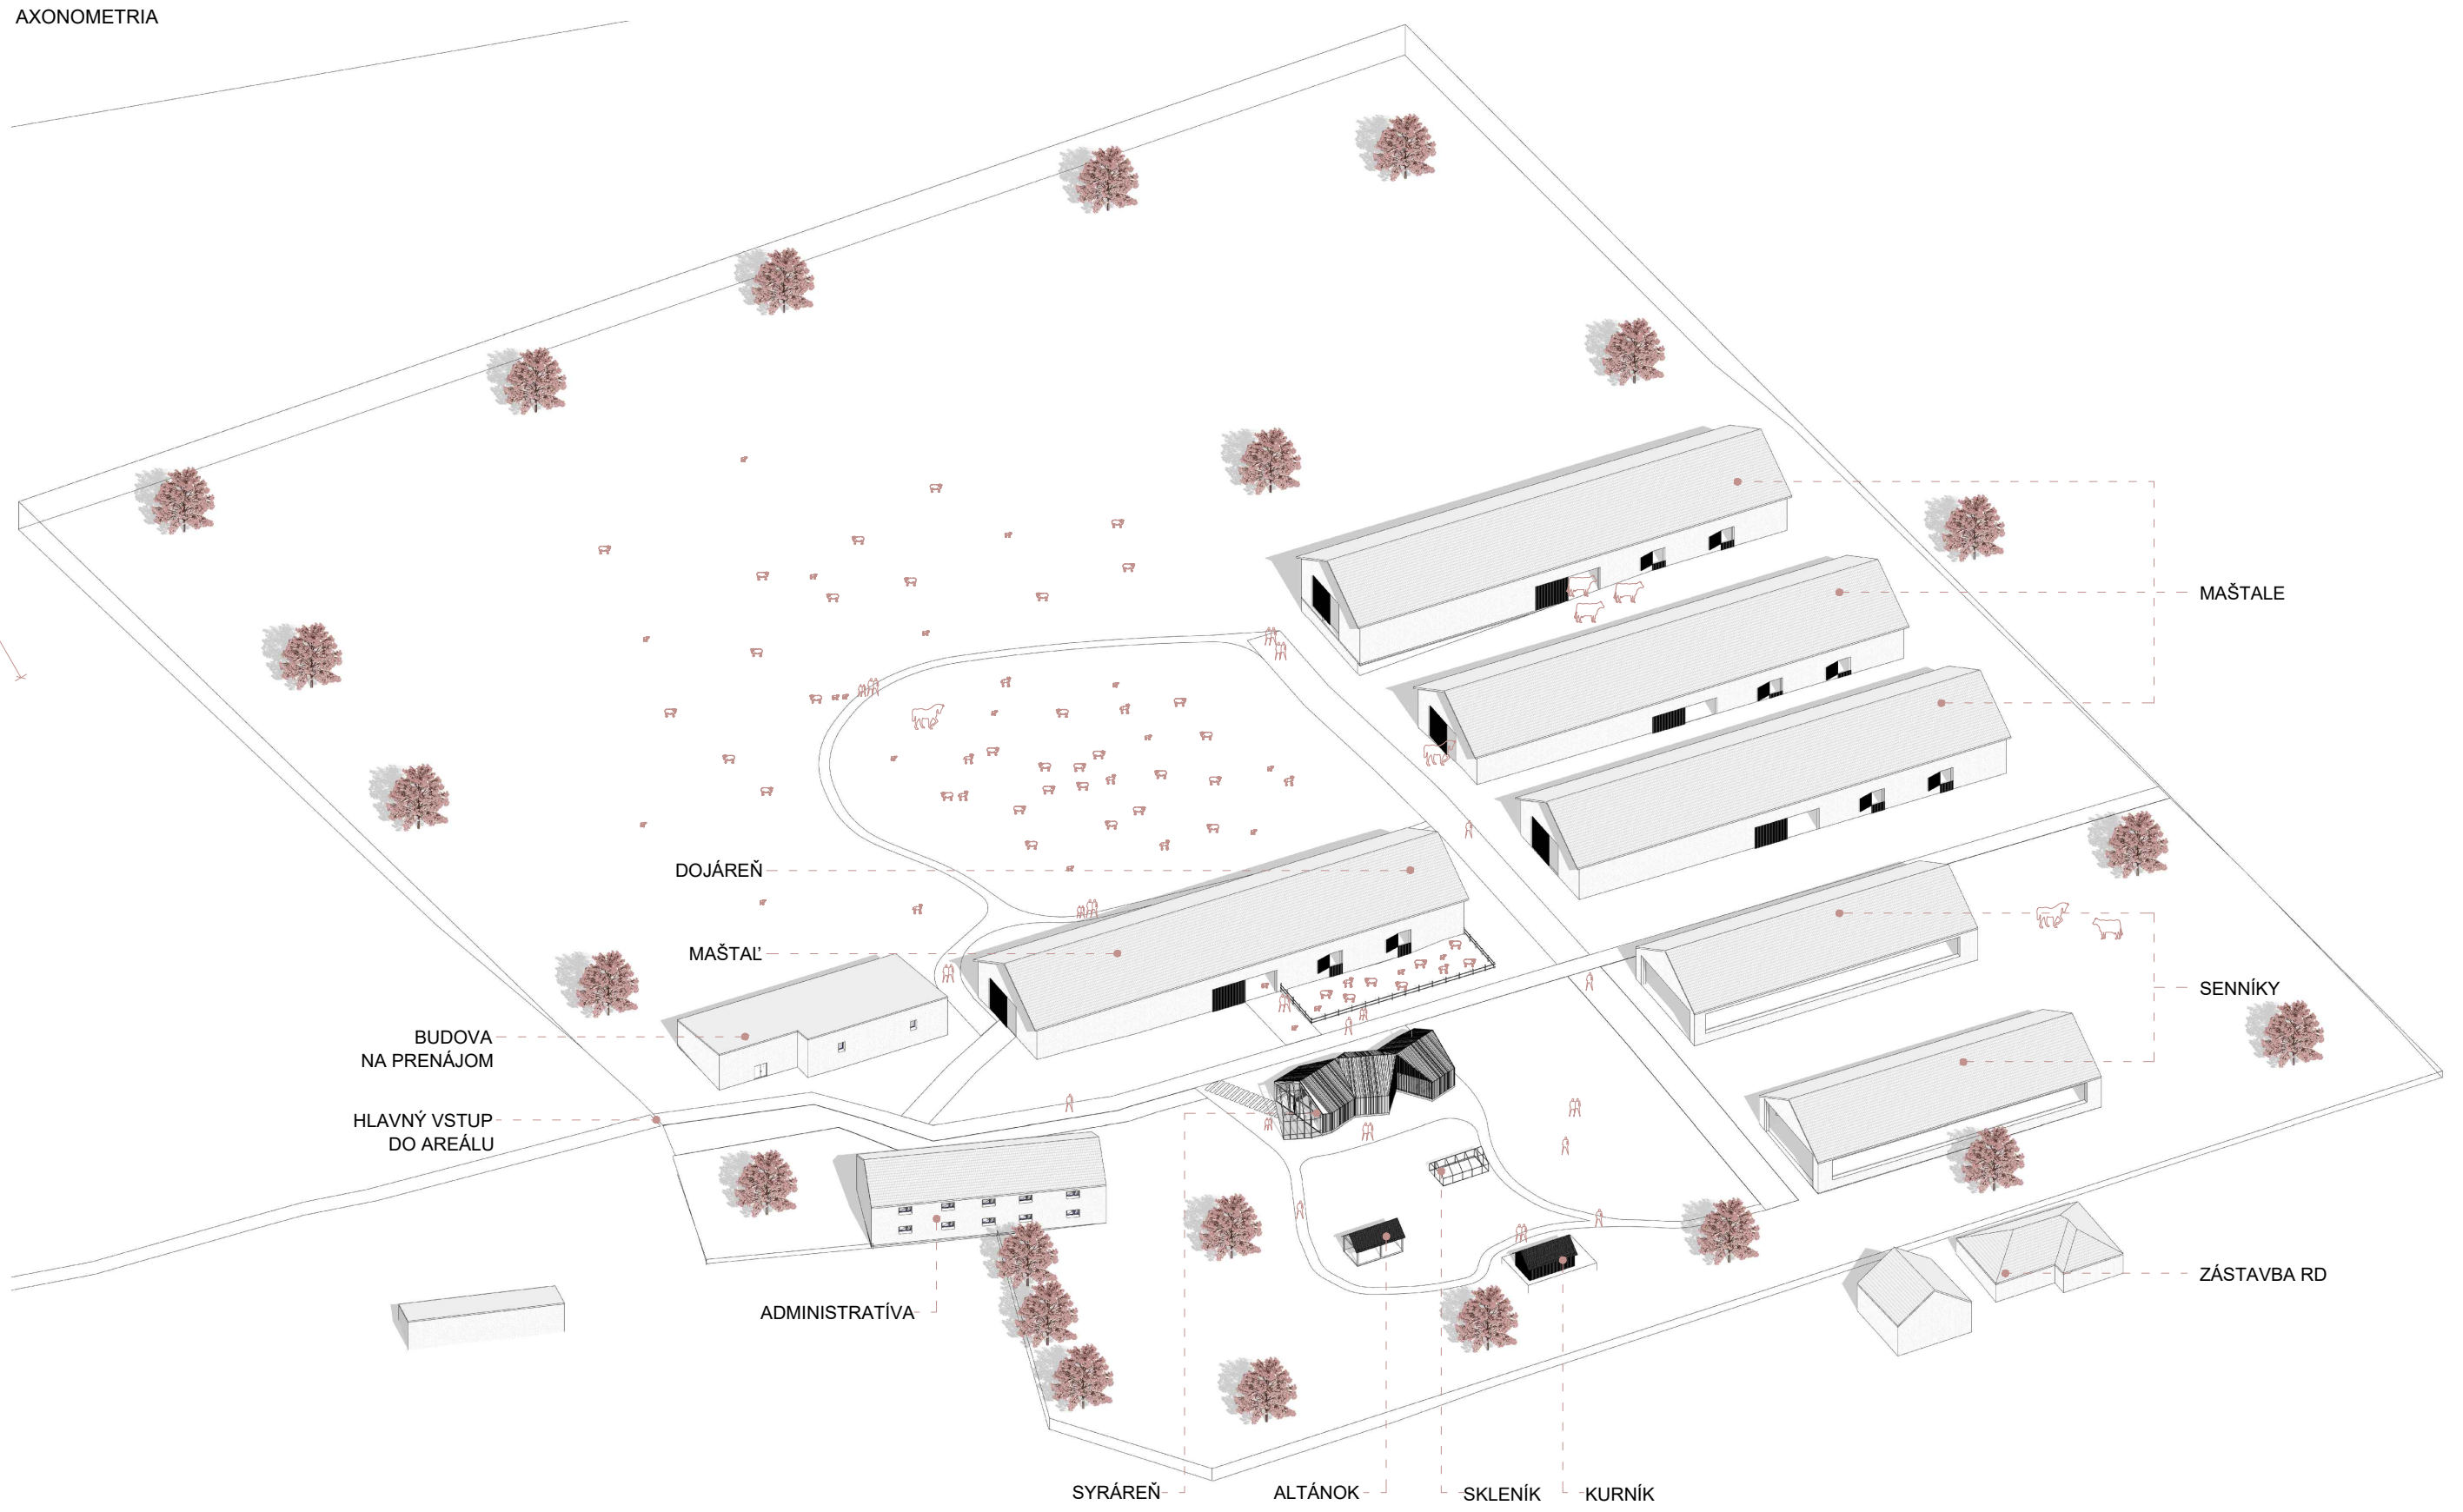 AXONOMETRIA
MAŠTALE
DOJÁREŇ
MAŠTAĽ
SENNÍKY
BUDOVA
NA PRENÁJOM
HLAVNÝ VSTUP
DO AREÁLU
ZÁSTAVBA RD
ADMINISTRATÍVA
SYRÁREŇ
ALTÁNOK
SKLENÍK
KURNÍK